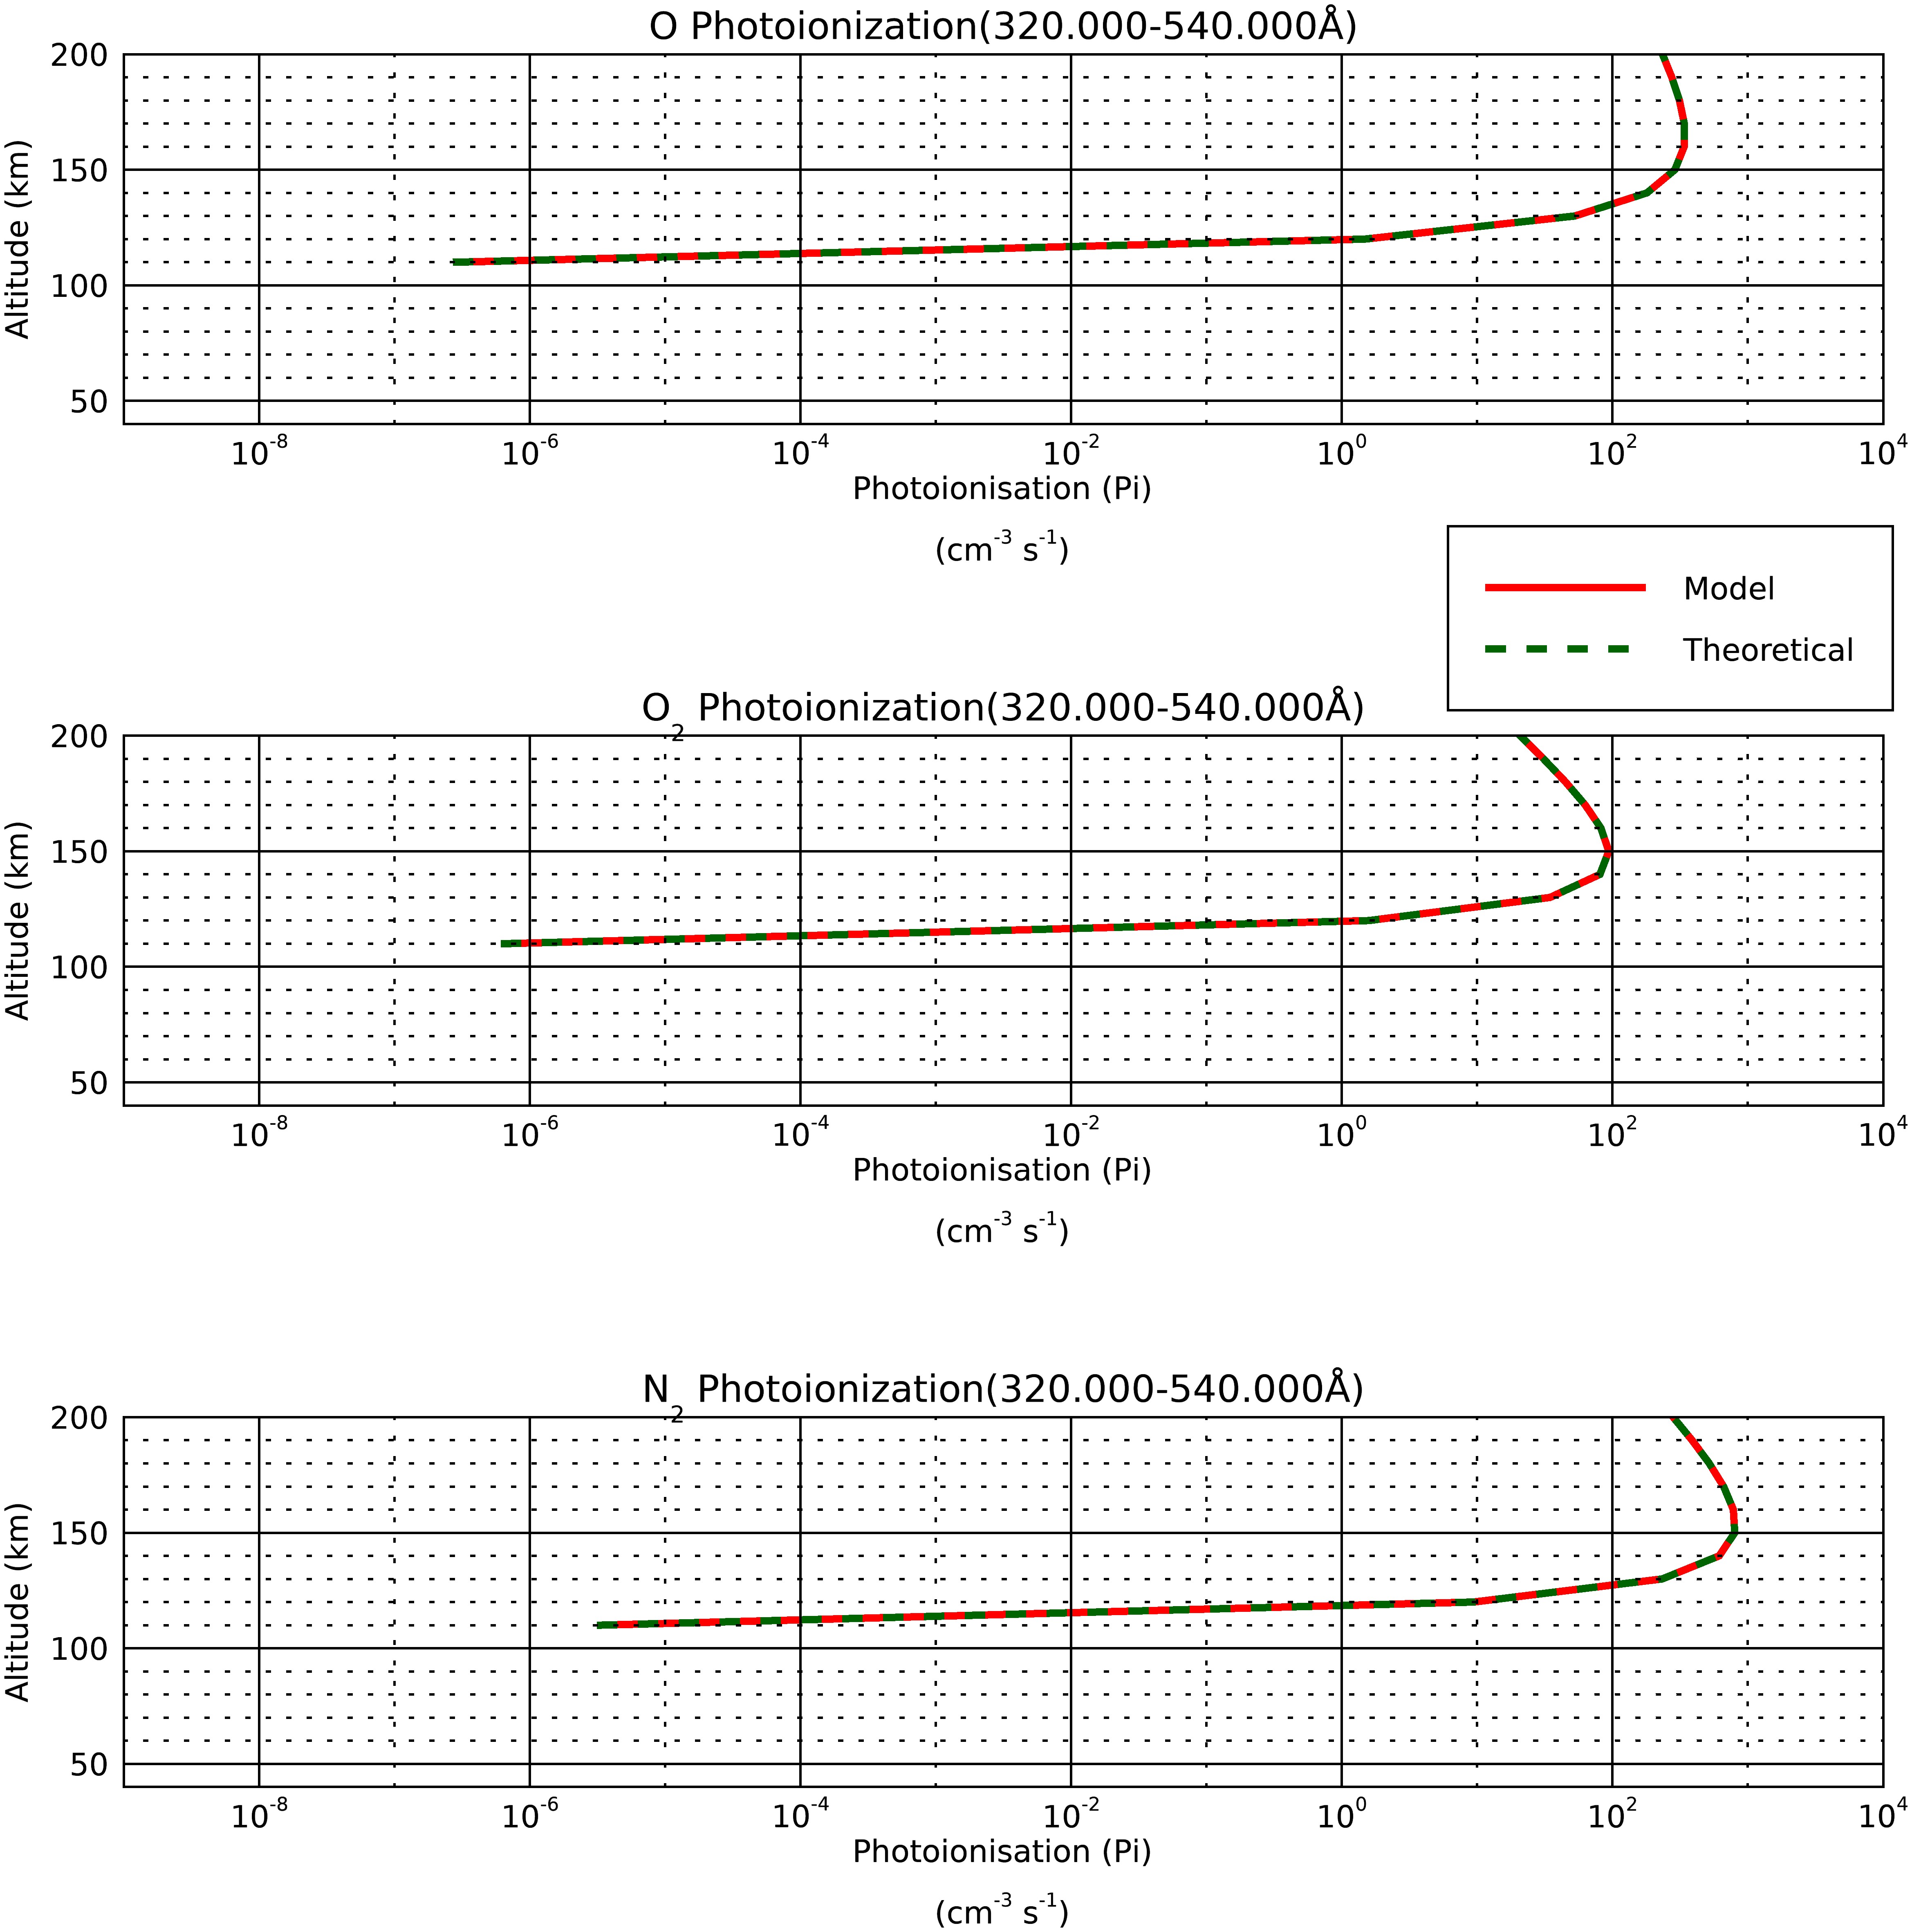 O Photoionization(320.000-540.000Å)
200
150
100
50
Altitude (km)
10-8 10-6 10-4 10-2 100 102 104
Photoionisation (Pi)
(cm-3 s-1)
Model
Theoretical
O2 Photoionization(320.000-540.000Å)
200
150
100
50
Altitude (km)
10-8 10-6 10-4 10-2 100 102 104
Photoionisation (Pi)
(cm-3 s-1)
N2 Photoionization(320.000-540.000Å)
200
150
100
50
Altitude (km)
10-8 10-6 10-4 10-2 100 102 104
Photoionisation (Pi)
(cm-3 s-1)